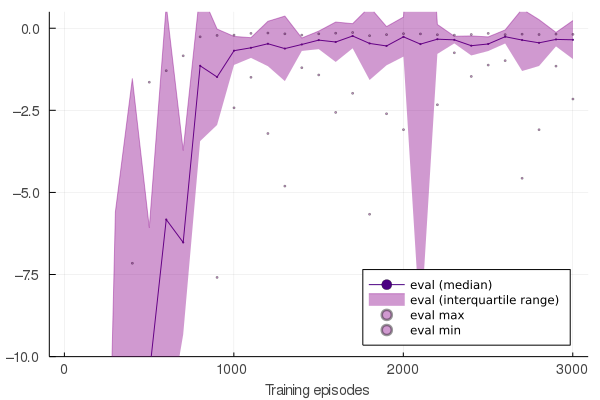 0.0
−2.5
−5.0
−7.5
−10.0
eval (median)
eval (interquartile range)
eval max
eval min
0 1000 2000 3000
Training episodes